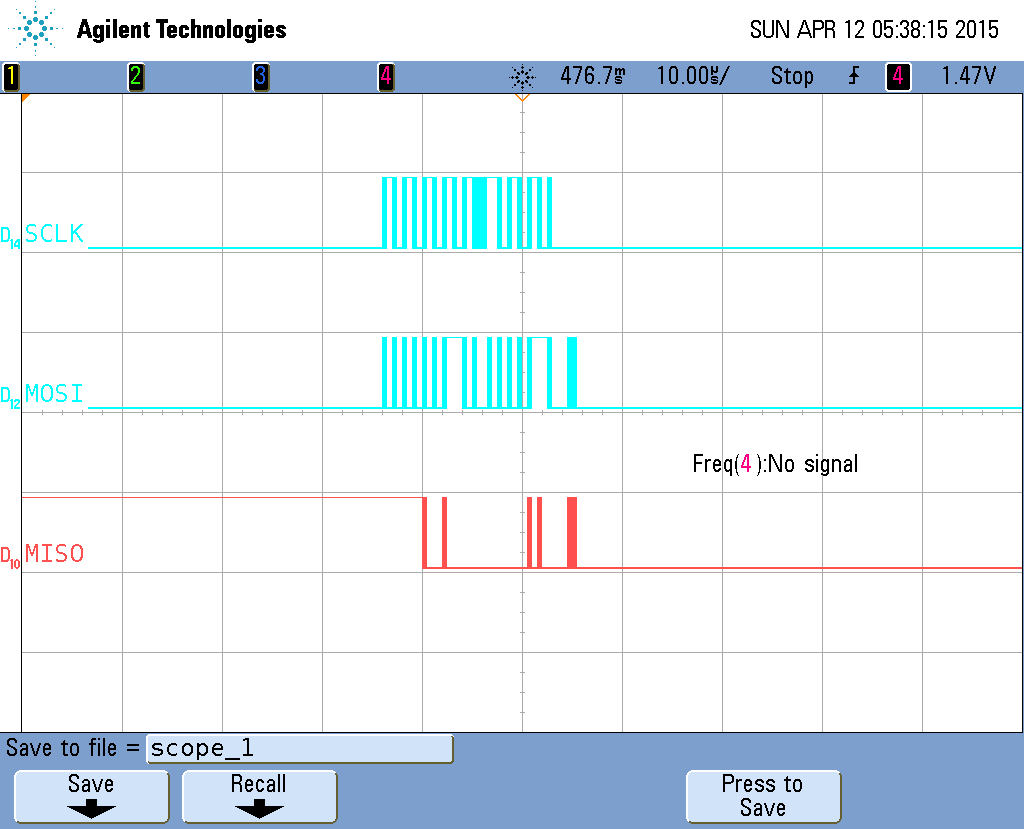 Agilent Technologies
SUN APR 12 05:38:15 2015
1 2 3 4 476.7ms 10.00us/ Stop 4 1.47V
D14 SCLK
D12 MOSI
Freq(4):No signal
D10 MISO
Save to file = scope_1
Save
Recall
Press to
Save